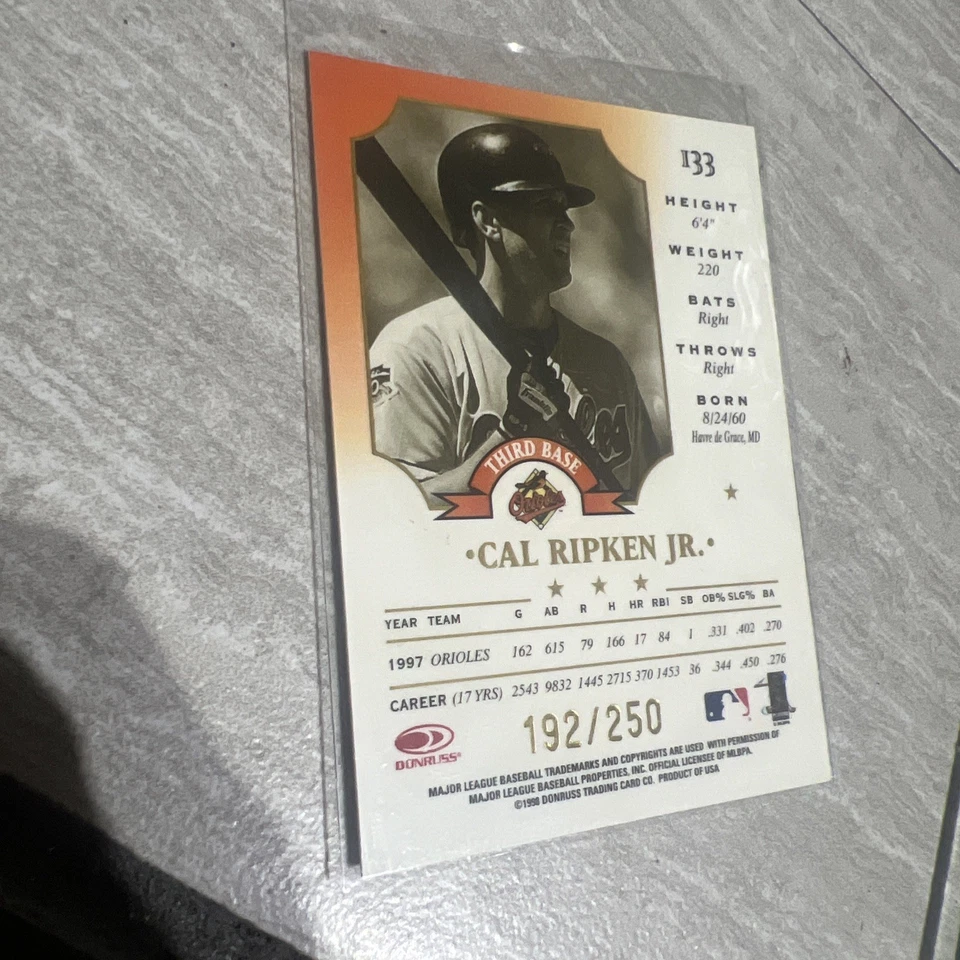 133
HEIGHT
6'4"
WEIGHT
220
BATS
Right
THROWS
Right
BORN
8/24/60
Havre de Grace, MD
THIRD BASE
Orioles
•CAL RIPKEN JR.•
YEAR TEAM G AB R H HR RBI SB OB% SLG% BA
1997 ORIOLES 162 615 79 166 17 84 1 .331 .402 .270
CAREER (17 YRS) 2543 9832 1445 2715 370 1453 36 .344 .450 .276
DONRUSS®
192/250
MAJOR LEAGUE BASEBALL TRADEMARKS AND COPYRIGHTS ARE USED WITH PERMISSION OF
MAJOR LEAGUE BASEBALL PROPERTIES, INC. OFFICIAL LICENSEE OF MLBPA.
©1998 DONRUSS TRADING CARD CO. PRODUCT OF USA